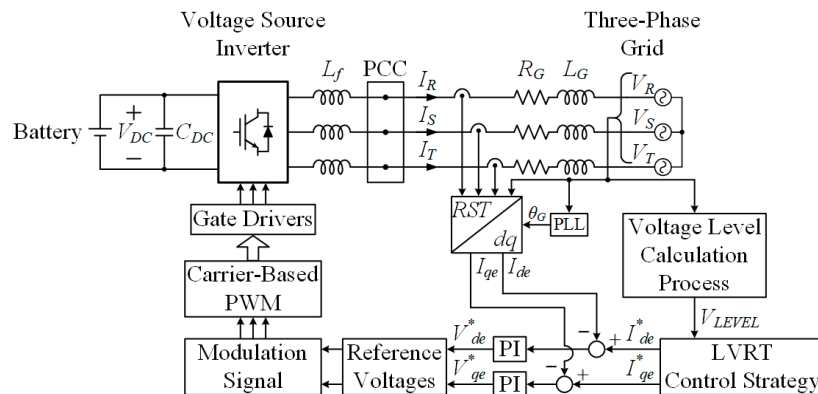 Voltage Source
Inverter
Three-Phase
Grid
L_f
PCC
I_R
R_G
L_G
V_R
Battery
+
V_DC
−
C_DC
I_S
V_S
I_T
V_T
Gate Drivers
RST
dq
θ_G
PLL
Voltage Level
Calculation
Process
I_qe
I_de
Carrier-Based
PWM
V_LEVEL
Modulation
Signal
Reference
Voltages
V*_de
PI
−
+
I*_de
V*_qe
PI
−
+
I*_qe
LVRT
Control Strategy